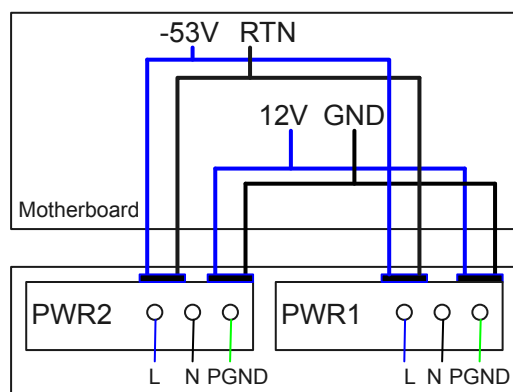 -53V RTN
12V GND
Motherboard
PWR2 PWR1
L N PGND L N PGND